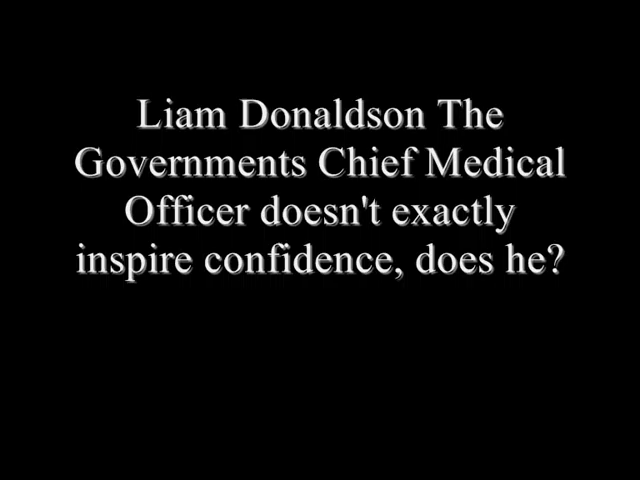 Liam Donaldson The
Governments Chief Medical
Officer doesn't exactly
inspire confidence, does he?